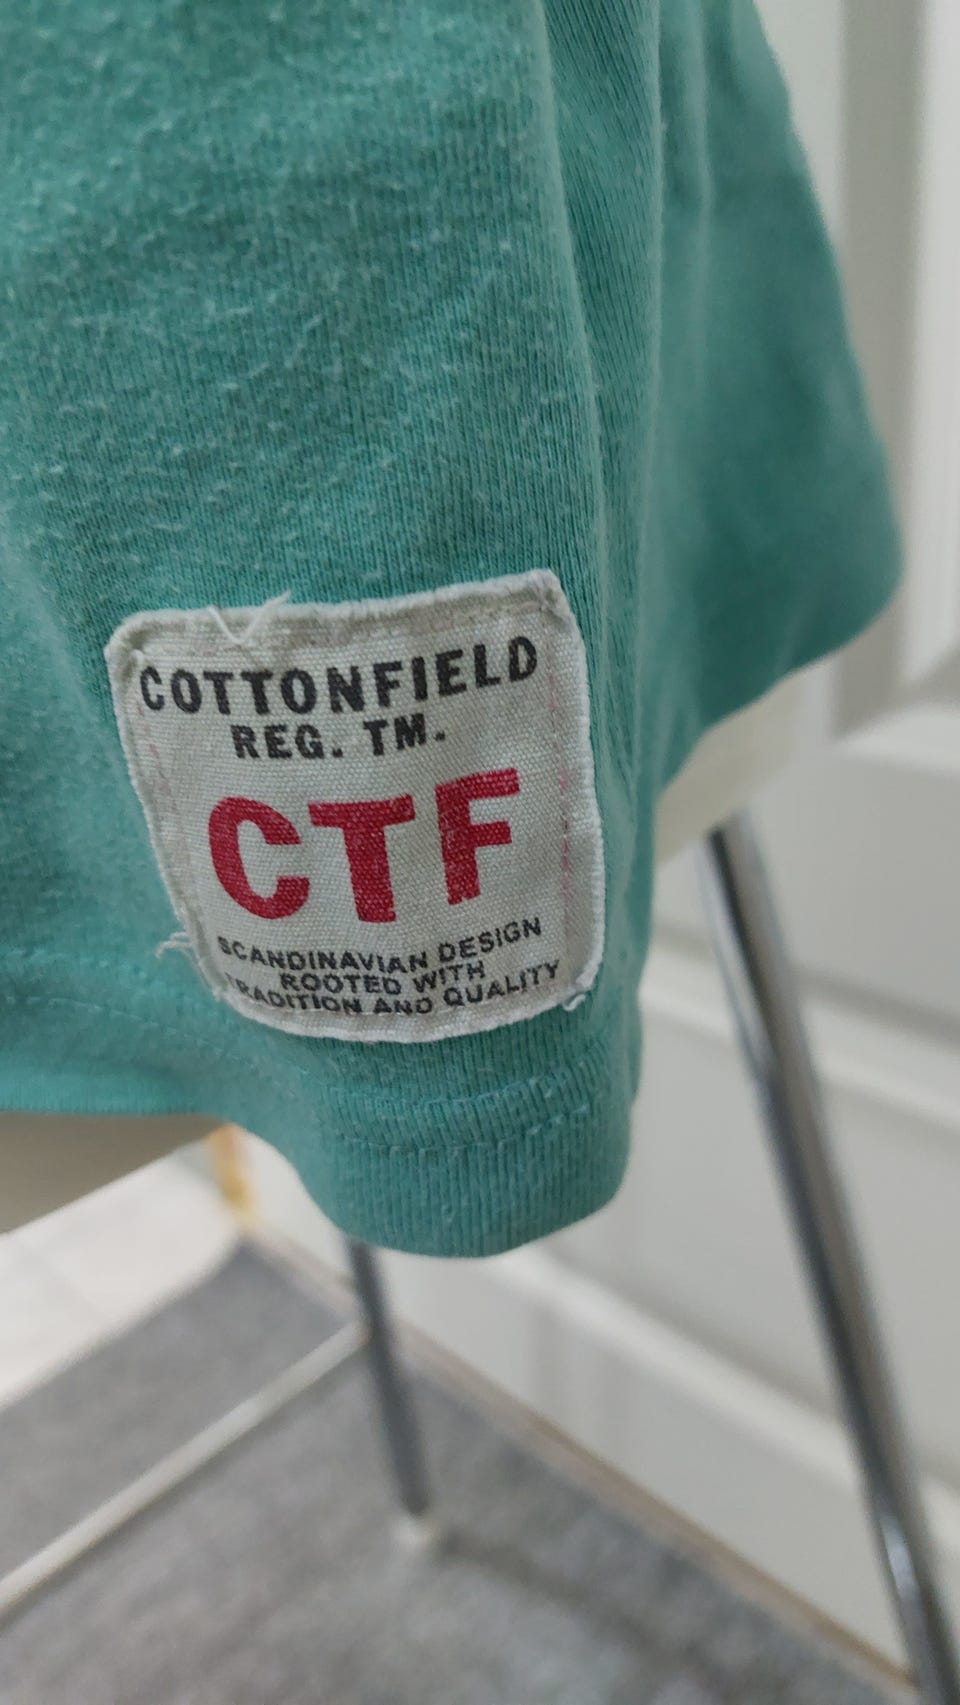 COTTONFIELD
REG. TM.
CTF
SCANDINAVIAN DESIGN
ROOTED WITH
TRADITION AND QUALITY